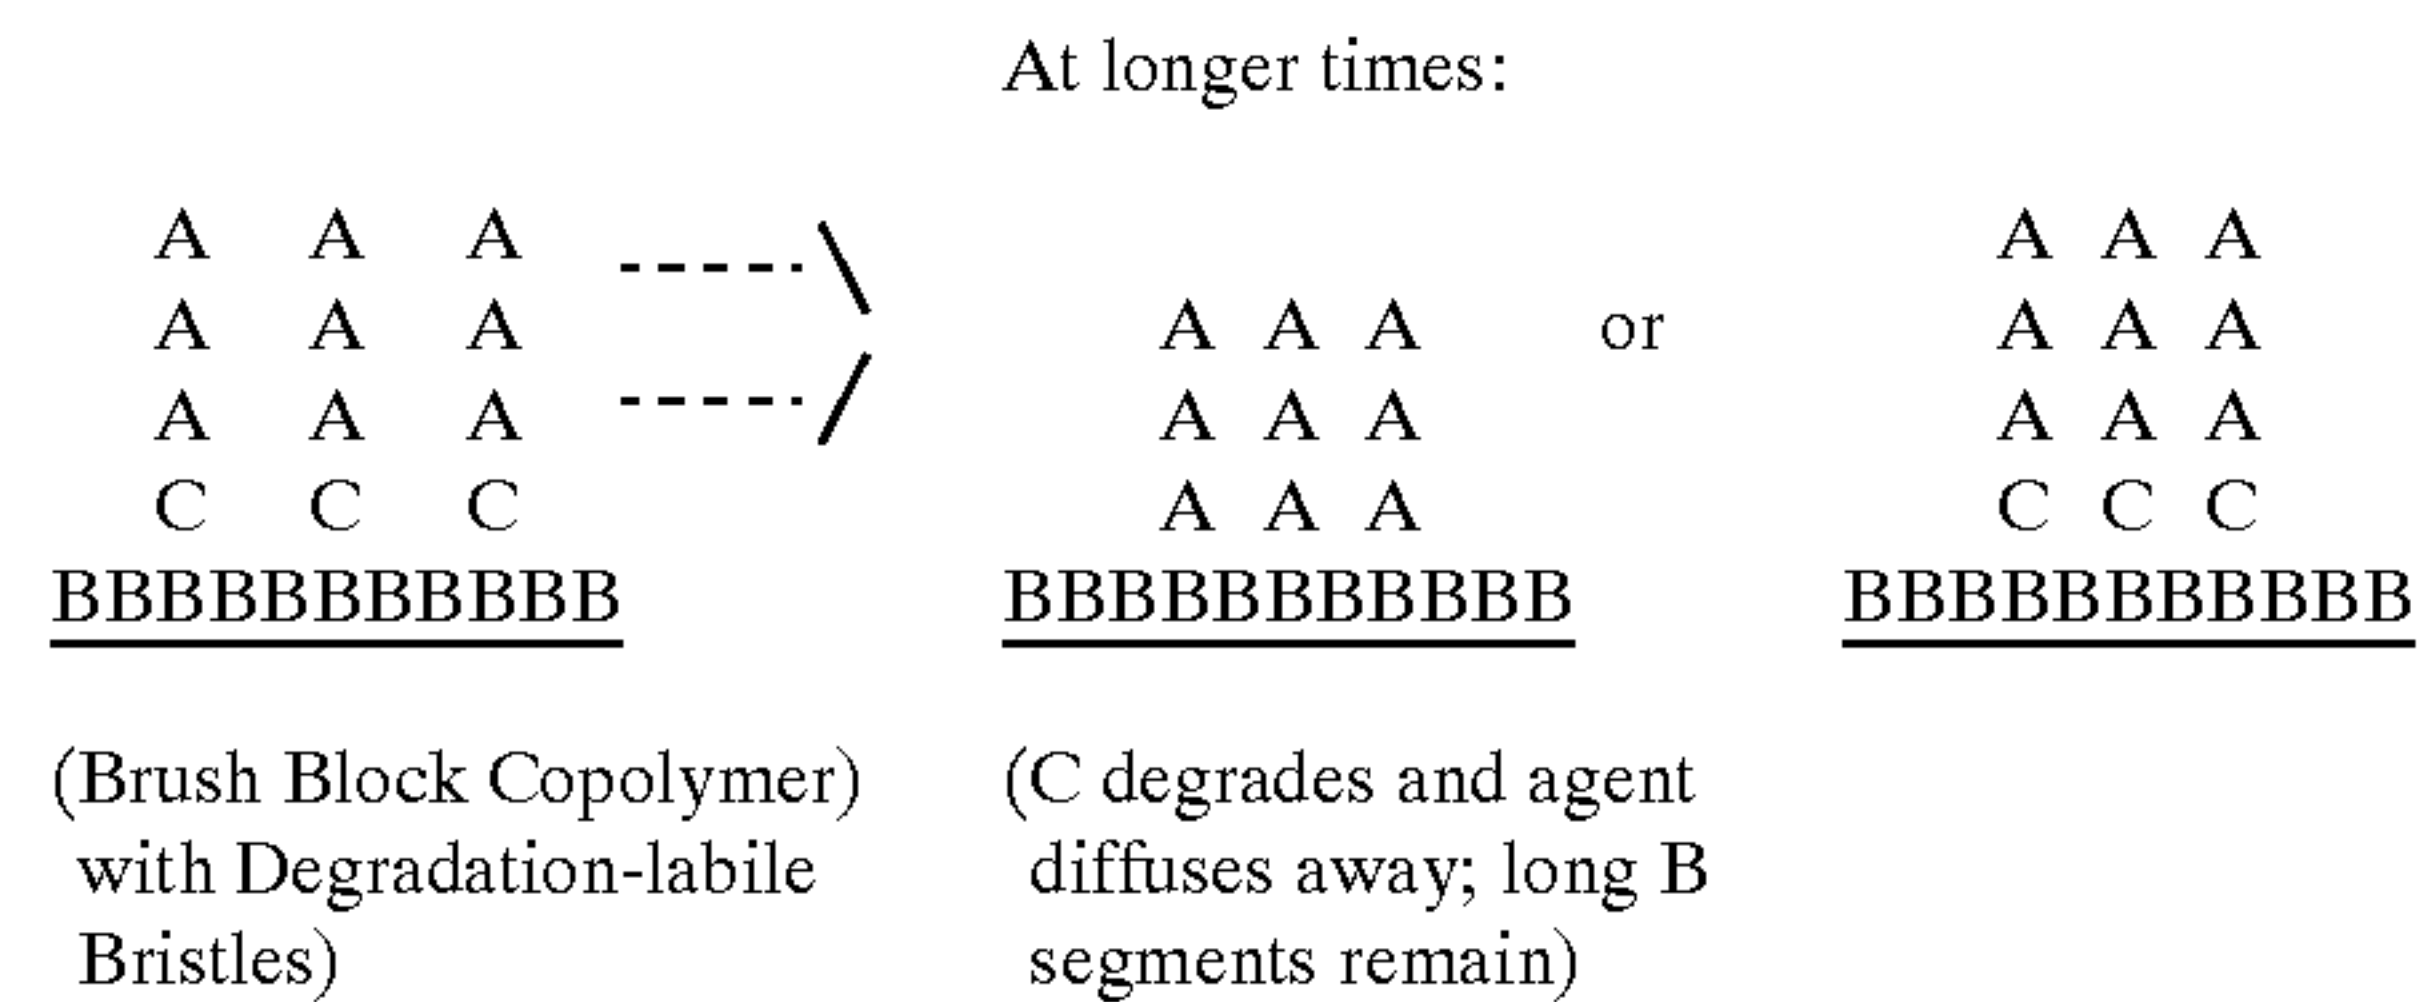 At longer times:
A A A A A A
A A A A A A or A A A
A A A A A A A A A
C C C A A A C C C
BBBBBBBBBBB BBBBBBBBBBB BBBBBBBBBBB
(Brush Block Copolymer) (C degrades and agent
with Degradation-labile diffuses away; long B
Bristles) segments remain)